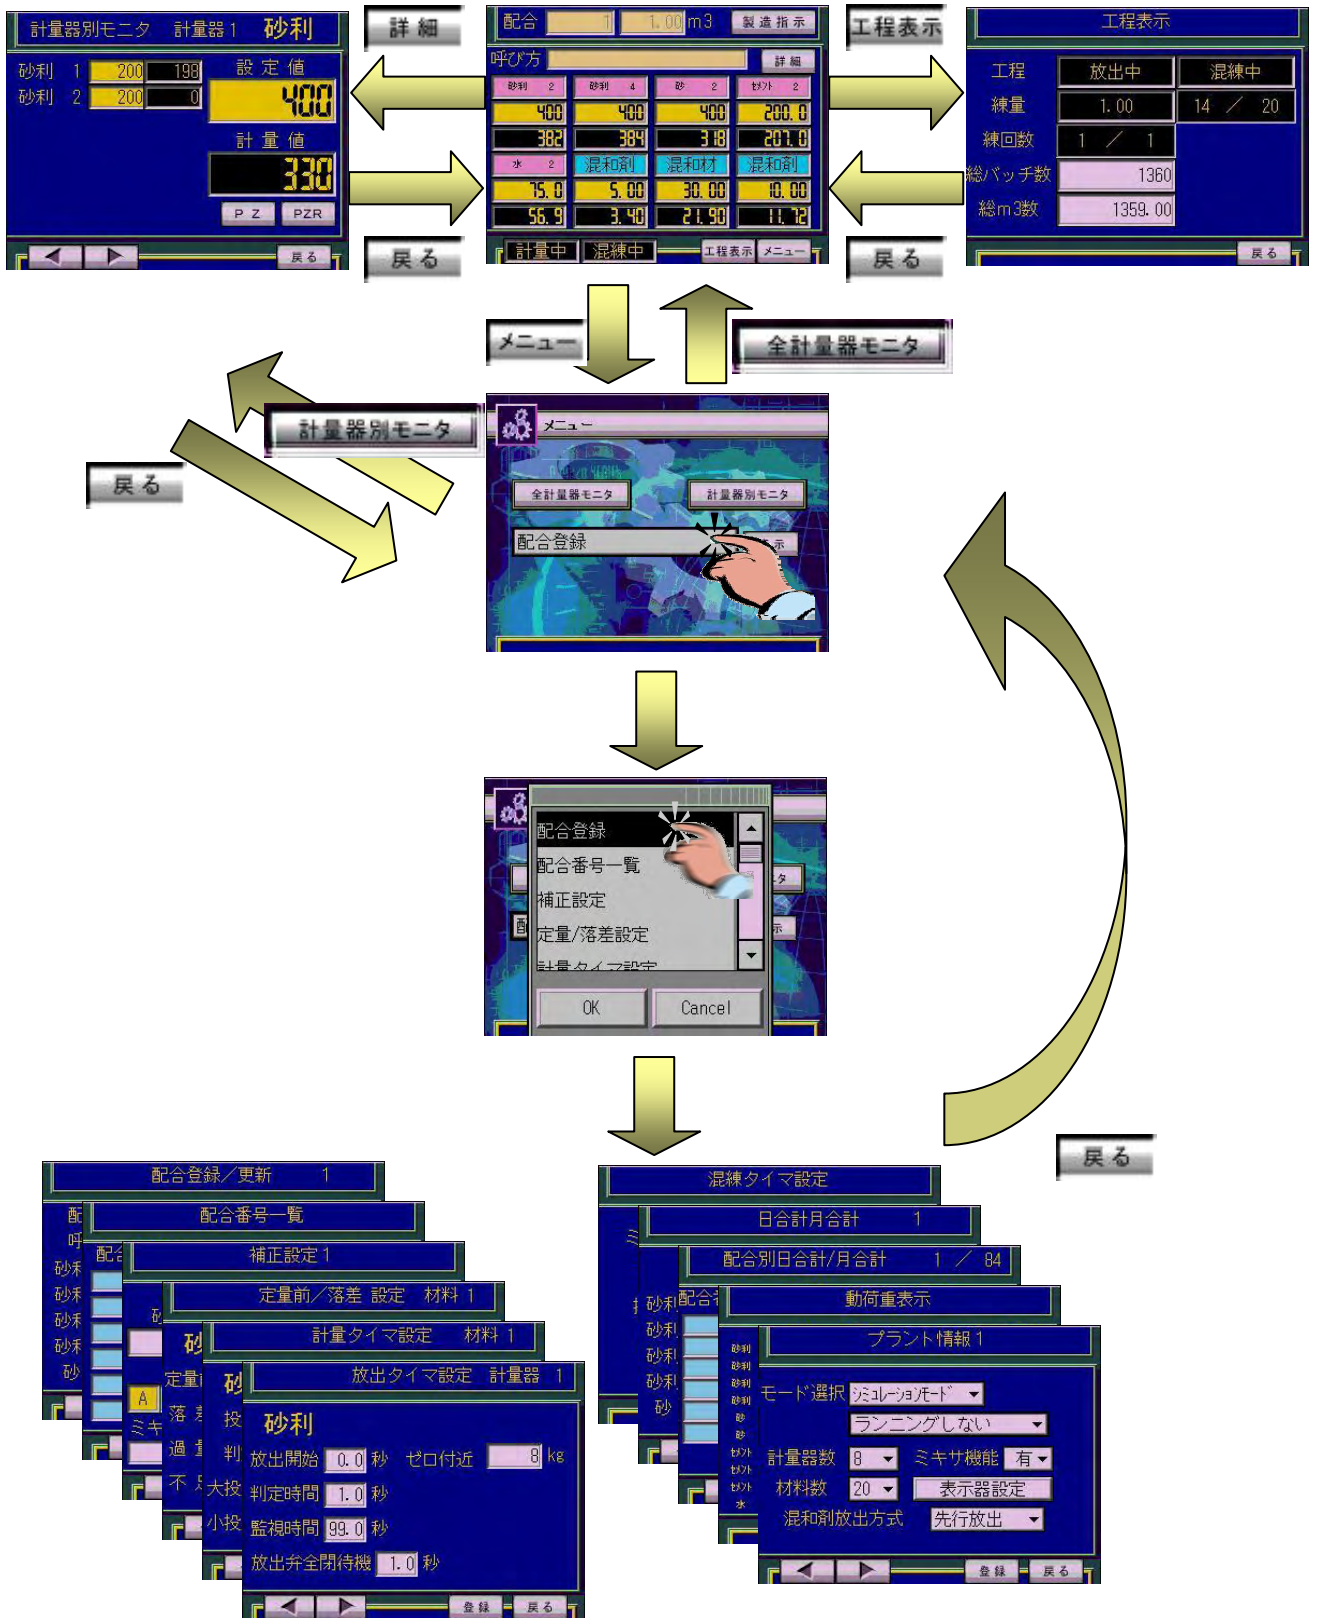 計量器別モニタ 計量器1 砂利
砂利 1 200 198
砂利 2 200 0
設定値
400
計量値
330
P Z PZR
戻る
詳細
戻る
配合 1 1.00 m3 製造指示
呼び方 詳細
砂利 2 砂利 4 砂 2 セメント 2
400 400 400 200.0
382 384 318 207.0
水 2 混和剤 混和材 混和剤
75.0 5.00 30.00 10.00
56.9 3.40 21.90 11.72
計量中 混練中 工程表示 メニュー
工程表示
戻る
工程表示
工程 放出中 混練中
練量 1.00 14 / 20
練回数 1 / 1
総バッチ数 1360
総m3数 1359.00
戻る
メニュー
全計量器モニタ
計量器別モニタ
戻る
メニュー
全計量器モニタ 計量器別モニタ
配合登録 示
配合登録
配合番号一覧
補正設定
定量/落差設定
計量タイマ設定
OK Cancel
戻る
配合登録/更新 1
配合番号一覧
補正設定1
定量前/落差 設定 材料 1
計量タイマ設定 材料 1
放出タイマ設定 計量器 1
砂利
放出開始 0.0 秒 ゼロ付近 8 kg
判定時間 1.0 秒
監視時間 99.0 秒
放出弁全閉待機 1.0 秒
登録 戻る
混練タイマ設定
日合計月合計 1
配合別日合計/月合計 1 / 84
動荷重表示
プラント情報1
モード選択 シミュレーションモード
ランニングしない
計量器数 8 ミキサ機能 有
材料数 20 表示器設定
混和剤放出方式 先行放出
登録 戻る